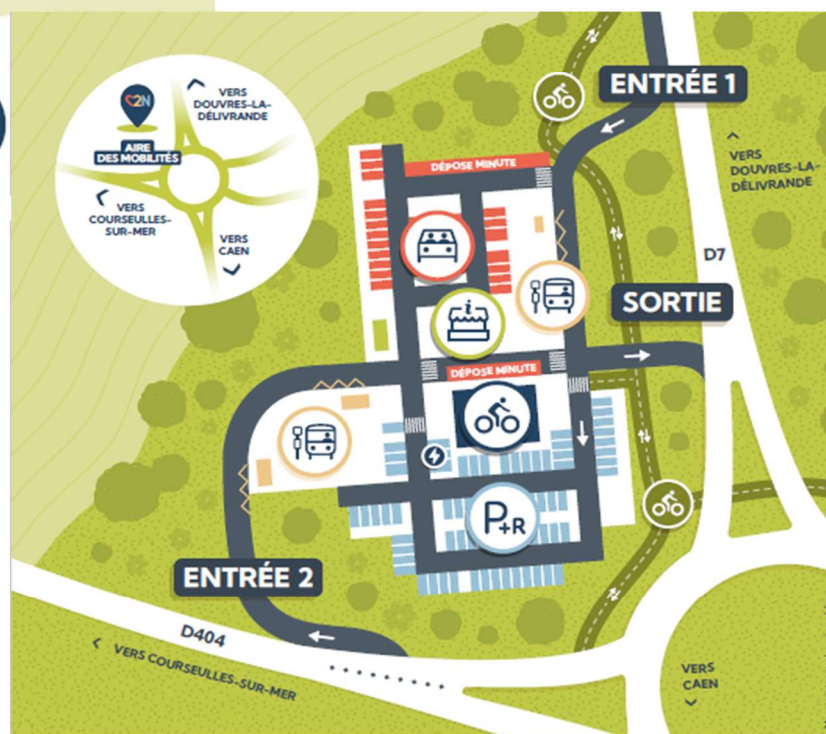 C2N
AIRE
DES MOBILITÉS
VERS
DOUVRES-LA-
DÉLIVRANDE
VERS
COURSEULLES-
SUR-MER
VERS
CAEN
ENTRÉE 1
DÉPOSE MINUTE
VERS
DOUVRES-LA-
DÉLIVRANDE
D7
SORTIE
i
DÉPOSE MINUTE
P+R
ENTRÉE 2
D404
VERS COURSEULLES-SUR-MER
VERS
CAEN